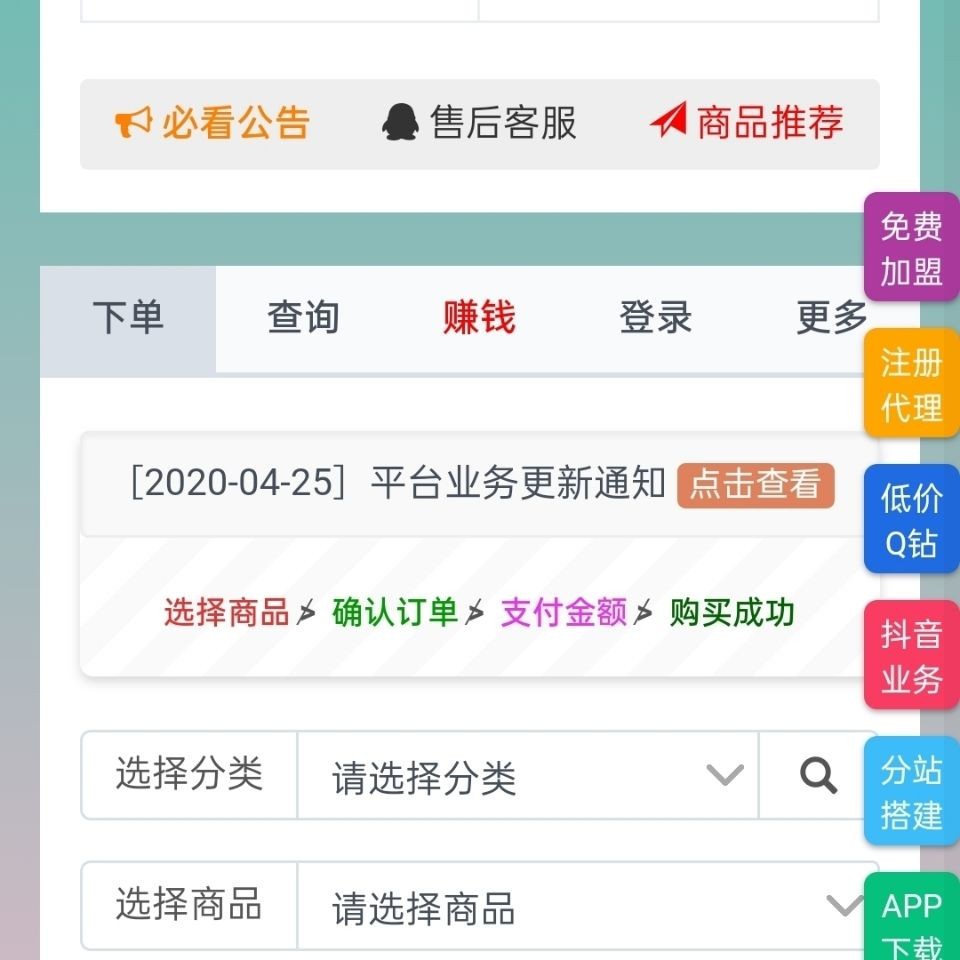 必看公告 售后客服 商品推荐
下单 查询 赚钱 登录 更多
[2020-04-25] 平台业务更新通知 点击查看
选择商品 确认订单 支付金额 购买成功
选择分类 请选择分类
选择商品 请选择商品
免费
加盟
注册
代理
低价
Q钻
抖音
业务
分站
搭建
APP
下载